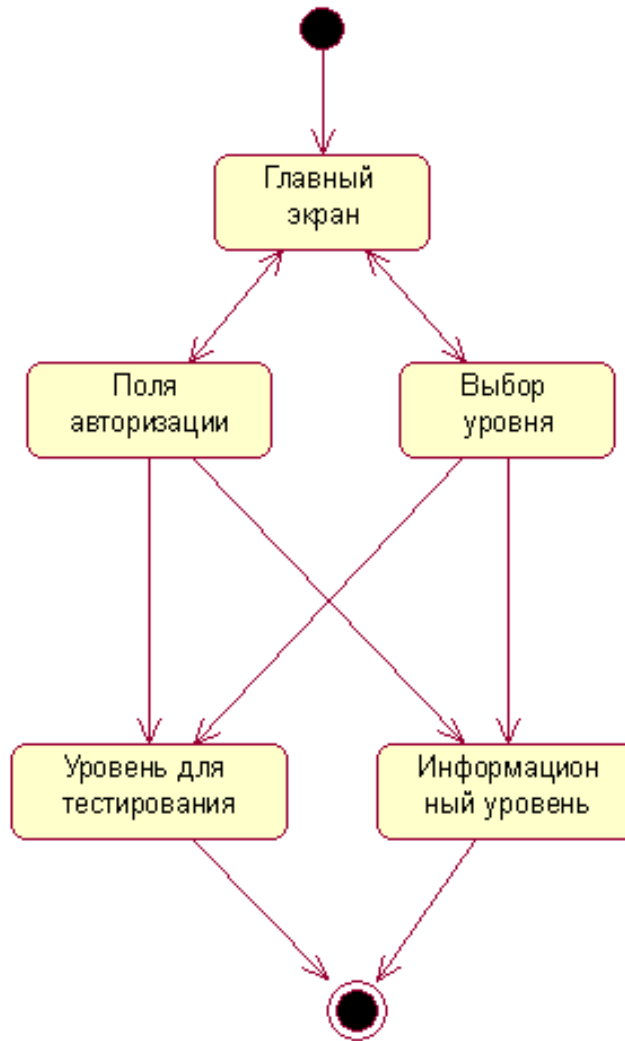 Главный
экран
Поля
авторизации
Выбор
уровня
Уровень для
тестирования
Информацион
ный уровень